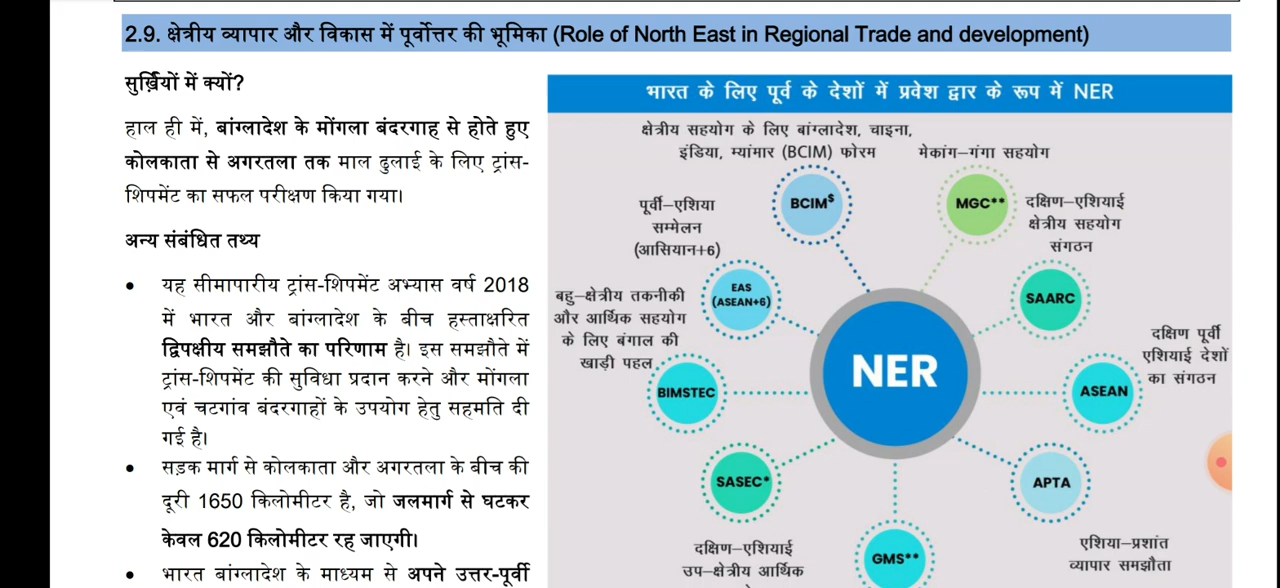 2.9. क्षेत्रीय व्यापार और विकास में पूर्वोत्तर की भूमिका (Role of North East in Regional Trade and development)
सुर्ख़ियों में क्यों?
हाल ही में, बांग्लादेश के मोंगला बंदरगाह से होते हुए
कोलकाता से अगरतला तक माल ढुलाई के लिए ट्रांस-
शिपमेंट का सफल परीक्षण किया गया।
अन्य संबंधित तथ्य
• यह सीमापारीय ट्रांस-शिपमेंट अभ्यास वर्ष 2018
में भारत और बांग्लादेश के बीच हस्ताक्षरित
द्विपक्षीय समझौते का परिणाम है। इस समझौते में
ट्रांस-शिपमेंट की सुविधा प्रदान करने और मोंगला
एवं चटगांव बंदरगाहों के उपयोग हेतु सहमति दी
गई है।
• सड़क मार्ग से कोलकाता और अगरतला के बीच की
दूरी 1650 किलोमीटर है, जो जलमार्ग से घटकर
केवल 620 किलोमीटर रह जाएगी।
• भारत बांग्लादेश के माध्यम से अपने उत्तर-पूर्वी
भारत के लिए पूर्व के देशों में प्रवेश द्वार के रूप में NER
क्षेत्रीय सहयोग के लिए बांग्लादेश, चाइना,
इंडिया, म्यांमार (BCIM) फोरम
BCIM$
मेकांग–गंगा सहयोग
MGC**
पूर्वी–एशिया
सम्मेलन
(आसियान+6)
EAS
(ASEAN+6)
दक्षिण–एशियाई
क्षेत्रीय सहयोग
संगठन
SAARC
बहु–क्षेत्रीय तकनीकी
और आर्थिक सहयोग
के लिए बंगाल की
खाड़ी पहल
BIMSTEC
NER
दक्षिण पूर्वी
एशियाई देशों
का संगठन
ASEAN
SASEC*
दक्षिण–एशियाई
उप–क्षेत्रीय आर्थिक
GMS**
APTA
एशिया–प्रशांत
व्यापार समझौता